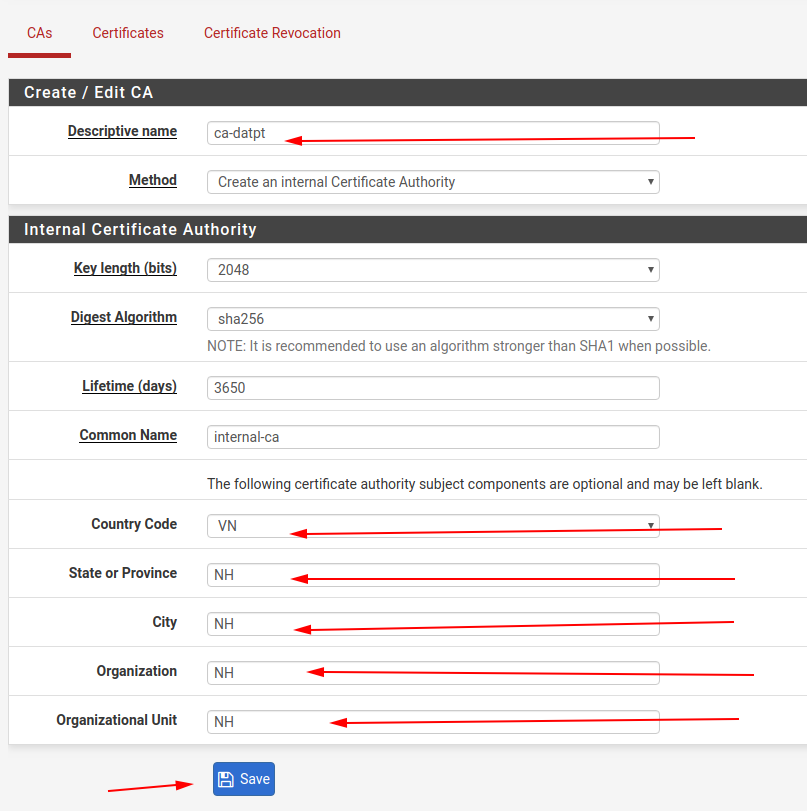 CAs Certificates Certificate Revocation
Create / Edit CA
Descriptive name ca-datpt
Method Create an internal Certificate Authority
Internal Certificate Authority
Key length (bits) 2048
Digest Algorithm sha256
NOTE: It is recommended to use an algorithm stronger than SHA1 when possible.
Lifetime (days) 3650
Common Name internal-ca
The following certificate authority subject components are optional and may be left blank.
Country Code VN
State or Province NH
City NH
Organization NH
Organizational Unit NH
Save